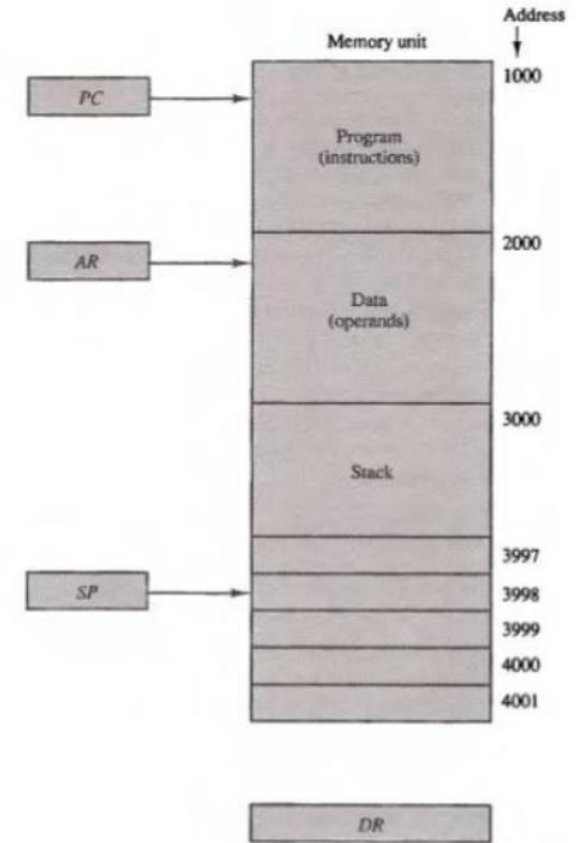 Address
Memory unit
1000
PC
Program
(instructions)
2000
AR
Data
(operands)
3000
Stack
3997
SP
3998
3999
4000
4001
DR